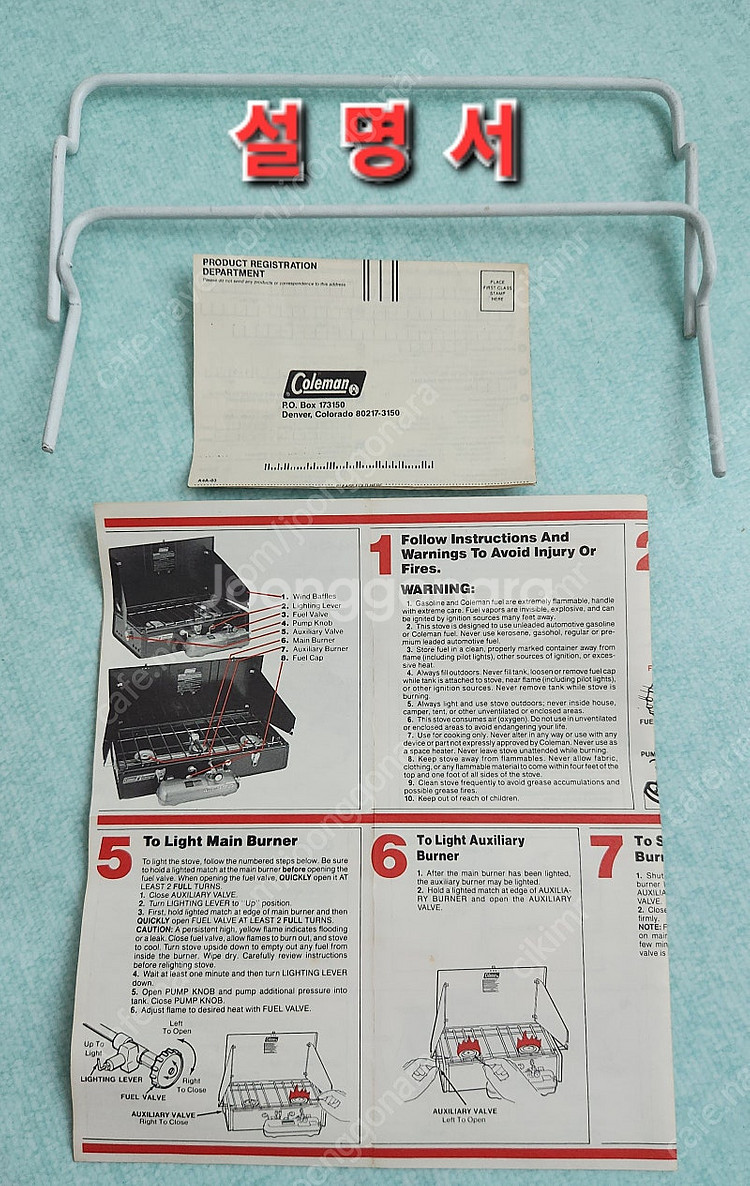 설명서
PRODUCT REGISTRATION
DEPARTMENT
Please do not send any products or correspondence to this address
PLACE
FIRST CLASS
STAMP
HERE
Coleman
P.O. Box 173150
Denver, Colorado 80217-3150
Joonggonara
1. Wind Baffles
2. Lighting Lever
3. Fuel Valve
4. Pump Knob
5. Auxiliary Valve
6. Main Burner
7. Auxiliary Burner
8. Fuel Cap
1 Follow Instructions And
Warnings To Avoid Injury Or
Fires.
WARNING:
1. Gasoline and Coleman fuel are extremely flammable, handle
with extreme care. Fuel vapors are invisible, explosive, and can
be ignited by ignition sources many feet away.
2. This stove is designed to use unleaded automotive gasoline
or Coleman fuel. Never use kerosene, gasohol, regular or pre-
mium leaded automotive fuel.
3. Store fuel in a clean, properly marked container away from
flame (including pilot lights), other sources of ignition, or exces-
sive heat.
4. Always fill outdoors. Never fill tank, loosen or remove fuel cap
while tank is attached to stove, near flame (including pilot lights),
or other ignition sources. Never remove tank while stove is
burning.
5. Always light and use stove outdoors; never inside house,
camper, tent, or other unventilated or enclosed areas.
6. This stove consumes air (oxygen). Do not use in unventilated
or enclosed areas to avoid endangering your life.
7. Use for cooking only. Never alter in any way or use with any
device or part not expressly approved by Coleman. Never use as
a space heater. Never leave stove unattended while burning.
8. Keep stove away from flammables. Never allow fabric,
clothing, or any flammable material to come within four feet of the
top and one foot of all sides of the stove.
9. Clean stove frequently to avoid grease accumulations and
possible grease fires.
10. Keep out of reach of children.
2
FUE
PUM
5 To Light Main Burner
To light the stove, follow the numbered steps below. Be sure
to hold a lighted match at the main burner before opening the
fuel valve. When opening the fuel valve, QUICKLY open it AT
LEAST 2 FULL TURNS.
1. Close AUXILIARY VALVE.
2. Turn LIGHTING LEVER to "Up" position.
3. First, hold lighted match at edge of main burner and then
QUICKLY open FUEL VALVE AT LEAST 2 FULL TURNS.
CAUTION: A persistent high, yellow flame indicates flooding
or a leak. Close fuel valve, allow flames to burn out, and stove
to cool. Turn stove upside down to empty out any fuel from
inside the burner. Wipe dry. Carefully review instructions
before relighting stove.
4. Wait at least one minute and then turn LIGHTING LEVER
down.
5. Open PUMP KNOB and pump additional pressure into
tank. Close PUMP KNOB.
6. Adjust flame to desired heat with FUEL VALVE.
Left
To Open
Up To
Light
LIGHTING LEVER
Right
To Close
FUEL VALVE
AUXILIARY VALVE
Right To Close
6 To Light Auxiliary
Burner
1. After the main burner has been lighted,
the auxiliary burner may be lighted.
2. Hold a lighted match at edge of AUXILIA-
RY BURNER and open the AUXILIARY
VALVE.
Coleman
AUXILIARY VALVE
Left To Open
7 To S
Burn
1. Shut
burner
AUXILIA
VALVE.
2. Close
firmly.
NOTE: F
on main
few min
valve is